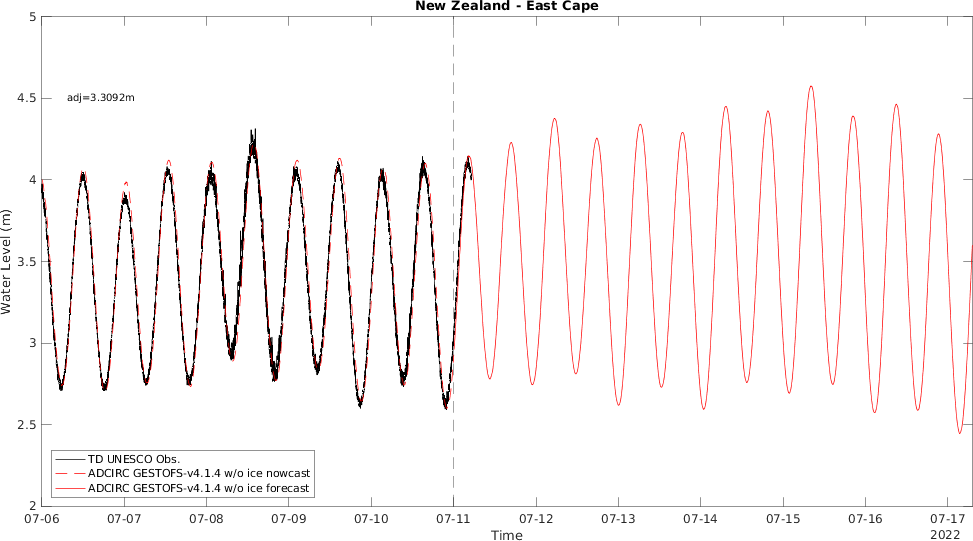 New Zealand - East Cape
5
4.5
adj=3.3092m
4
3.5
3
2.5
2
Water Level (m)
TD UNESCO Obs.
ADCIRC GESTOFS-v4.1.4 w/o ice nowcast
ADCIRC GESTOFS-v4.1.4 w/o ice forecast
07-06 07-07 07-08 07-09 07-10 07-11 07-12 07-13 07-14 07-15 07-16 07-17
Time
2022